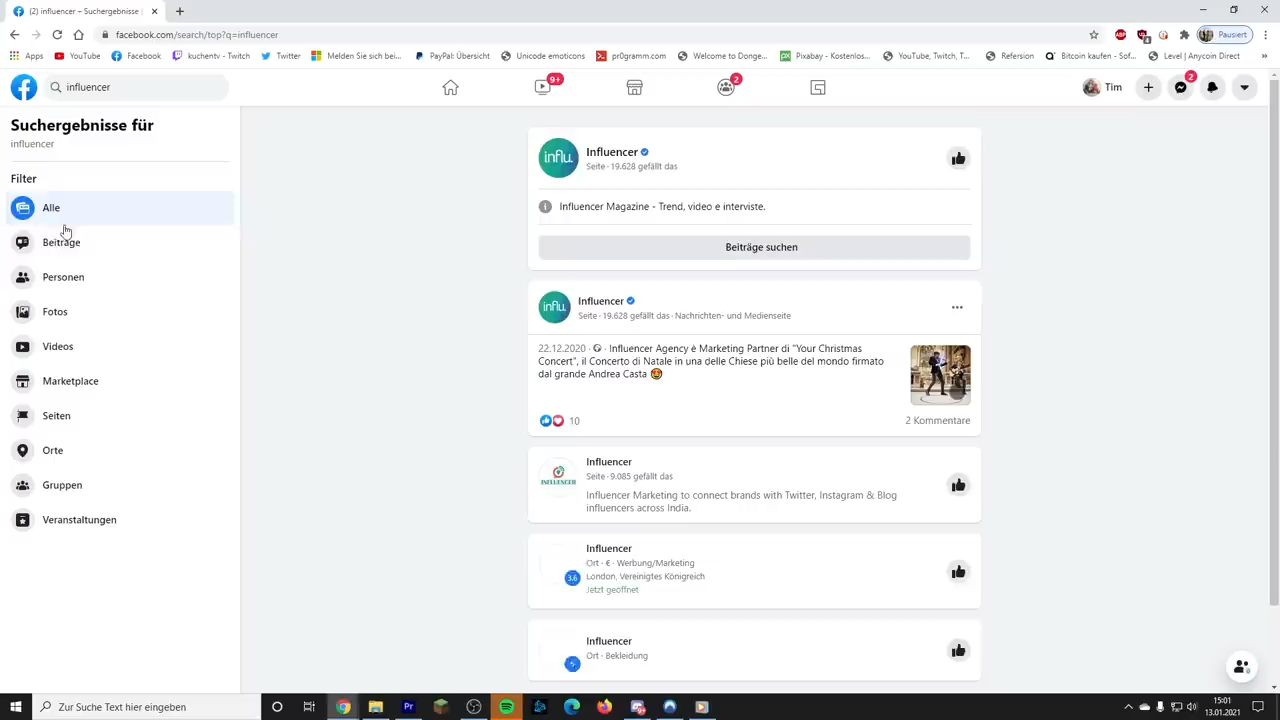 (2) influencer – Suchergebnisse
facebook.com/search/top?q=influencer
Pausiert
Apps
YouTube
Facebook
kuchentv - Twitch
Twitter
Melden Sie sich bei...
PayPal Übersicht
Unicode emoticons
pr0gramm.com
Welcome to Donge...
Pixabay - Kostenlos...
YouTube, Twitch, T...
Refersion
Bitcoin kaufen - Sof...
Level | Anycoin Direct
influencer
9+
2
Tim
2
Suchergebnisse für
influencer
Filter
Alle
Beiträge
Personen
Fotos
Videos
Marketplace
Seiten
Orte
Gruppen
Veranstaltungen
influ.
Influencer
Seite · 19.628 gefällt das
Influencer Magazine - Trend, video e interviste.
Beiträge suchen
influ.
Influencer
Seite · 19.628 gefällt das · Nachrichten- und Medienseite
22.12.2020 · Influencer Agency è Marketing Partner di "Your Christmas
Concert", il Concerto di Natale in una delle Chiese più belle del mondo firmato
dal grande Andrea Casta
10
2 Kommentare
INFLUENCER
Influencer
Seite · 9.085 gefällt das
Influencer Marketing to connect brands with Twitter, Instagram & Blog
influencers across India.
3.6
Influencer
Ort · € · Werbung/Marketing
London, Vereinigtes Königreich
Jetzt geöffnet
Influencer
Ort · Bekleidung
Zur Suche Text hier eingeben
15:01
13.01.2021